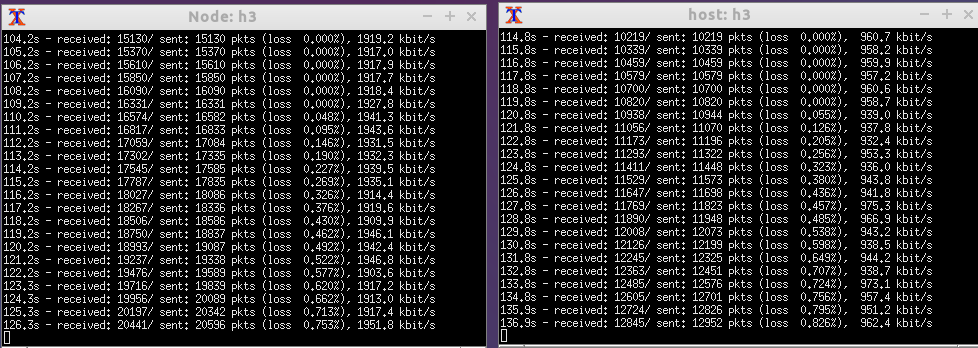 Node: h3
104.2s - received: 15130/ sent: 15130 pkts (loss 0.000%), 1919.2 kbit/s
105.2s - received: 15370/ sent: 15370 pkts (loss 0.000%), 1917.0 kbit/s
106.2s - received: 15610/ sent: 15610 pkts (loss 0.000%), 1917.9 kbit/s
107.2s - received: 15850/ sent: 15850 pkts (loss 0.000%), 1917.7 kbit/s
108.2s - received: 16090/ sent: 16090 pkts (loss 0.000%), 1918.4 kbit/s
109.2s - received: 16331/ sent: 16331 pkts (loss 0.000%), 1927.8 kbit/s
110.2s - received: 16574/ sent: 16582 pkts (loss 0.048%), 1941.3 kbit/s
111.2s - received: 16817/ sent: 16833 pkts (loss 0.095%), 1943.6 kbit/s
112.2s - received: 17059/ sent: 17084 pkts (loss 0.146%), 1931.5 kbit/s
113.2s - received: 17302/ sent: 17335 pkts (loss 0.190%), 1932.3 kbit/s
114.2s - received: 17545/ sent: 17585 pkts (loss 0.227%), 1939.5 kbit/s
115.2s - received: 17787/ sent: 17835 pkts (loss 0.269%), 1935.1 kbit/s
116.2s - received: 18027/ sent: 18086 pkts (loss 0.326%), 1914.4 kbit/s
117.2s - received: 18267/ sent: 18336 pkts (loss 0.376%), 1919.6 kbit/s
118.2s - received: 18506/ sent: 18586 pkts (loss 0.430%), 1909.9 kbit/s
119.2s - received: 18750/ sent: 18837 pkts (loss 0.462%), 1946.1 kbit/s
120.2s - received: 18993/ sent: 19087 pkts (loss 0.492%), 1942.4 kbit/s
121.2s - received: 19237/ sent: 19338 pkts (loss 0.522%), 1946.8 kbit/s
122.2s - received: 19476/ sent: 19589 pkts (loss 0.577%), 1903.6 kbit/s
123.3s - received: 19716/ sent: 19839 pkts (loss 0.620%), 1917.2 kbit/s
124.3s - received: 19956/ sent: 20089 pkts (loss 0.662%), 1913.0 kbit/s
125.3s - received: 20197/ sent: 20342 pkts (loss 0.713%), 1917.4 kbit/s
126.3s - received: 20441/ sent: 20596 pkts (loss 0.753%), 1951.8 kbit/s
host: h3
114.8s - received: 10219/ sent: 10219 pkts (loss 0.000%), 960.7 kbit/s
115.8s - received: 10339/ sent: 10339 pkts (loss 0.000%), 958.2 kbit/s
116.8s - received: 10459/ sent: 10459 pkts (loss 0.000%), 959.9 kbit/s
117.8s - received: 10579/ sent: 10579 pkts (loss 0.000%), 957.2 kbit/s
118.8s - received: 10700/ sent: 10700 pkts (loss 0.000%), 960.6 kbit/s
119.8s - received: 10820/ sent: 10820 pkts (loss 0.000%), 958.7 kbit/s
120.8s - received: 10938/ sent: 10944 pkts (loss 0.055%), 939.0 kbit/s
121.8s - received: 11056/ sent: 11070 pkts (loss 0.126%), 937.8 kbit/s
122.8s - received: 11173/ sent: 11196 pkts (loss 0.205%), 932.4 kbit/s
123.8s - received: 11293/ sent: 11322 pkts (loss 0.256%), 953.3 kbit/s
124.8s - received: 11411/ sent: 11448 pkts (loss 0.323%), 936.0 kbit/s
125.8s - received: 11529/ sent: 11573 pkts (loss 0.380%), 943.8 kbit/s
126.8s - received: 11647/ sent: 11698 pkts (loss 0.436%), 941.8 kbit/s
127.8s - received: 11769/ sent: 11823 pkts (loss 0.457%), 975.3 kbit/s
128.8s - received: 11890/ sent: 11948 pkts (loss 0.485%), 966.9 kbit/s
129.8s - received: 12008/ sent: 12073 pkts (loss 0.538%), 943.2 kbit/s
130.8s - received: 12126/ sent: 12199 pkts (loss 0.598%), 938.5 kbit/s
131.8s - received: 12245/ sent: 12325 pkts (loss 0.649%), 944.2 kbit/s
132.8s - received: 12363/ sent: 12451 pkts (loss 0.707%), 938.7 kbit/s
133.8s - received: 12485/ sent: 12576 pkts (loss 0.724%), 973.1 kbit/s
134.8s - received: 12605/ sent: 12701 pkts (loss 0.756%), 957.4 kbit/s
135.9s - received: 12724/ sent: 12826 pkts (loss 0.795%), 951.2 kbit/s
136.9s - received: 12845/ sent: 12952 pkts (loss 0.826%), 962.4 kbit/s